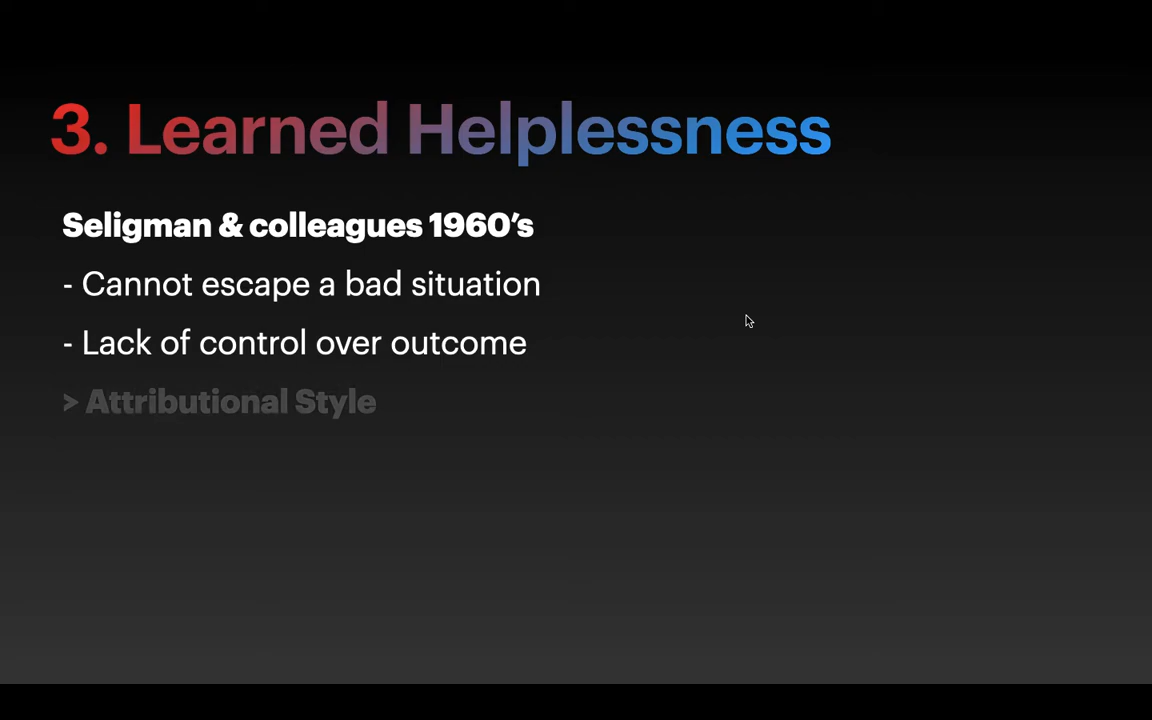 3. Learned Helplessness
Seligman & colleagues 1960’s
- Cannot escape a bad situation
- Lack of control over outcome
> Attributional Style